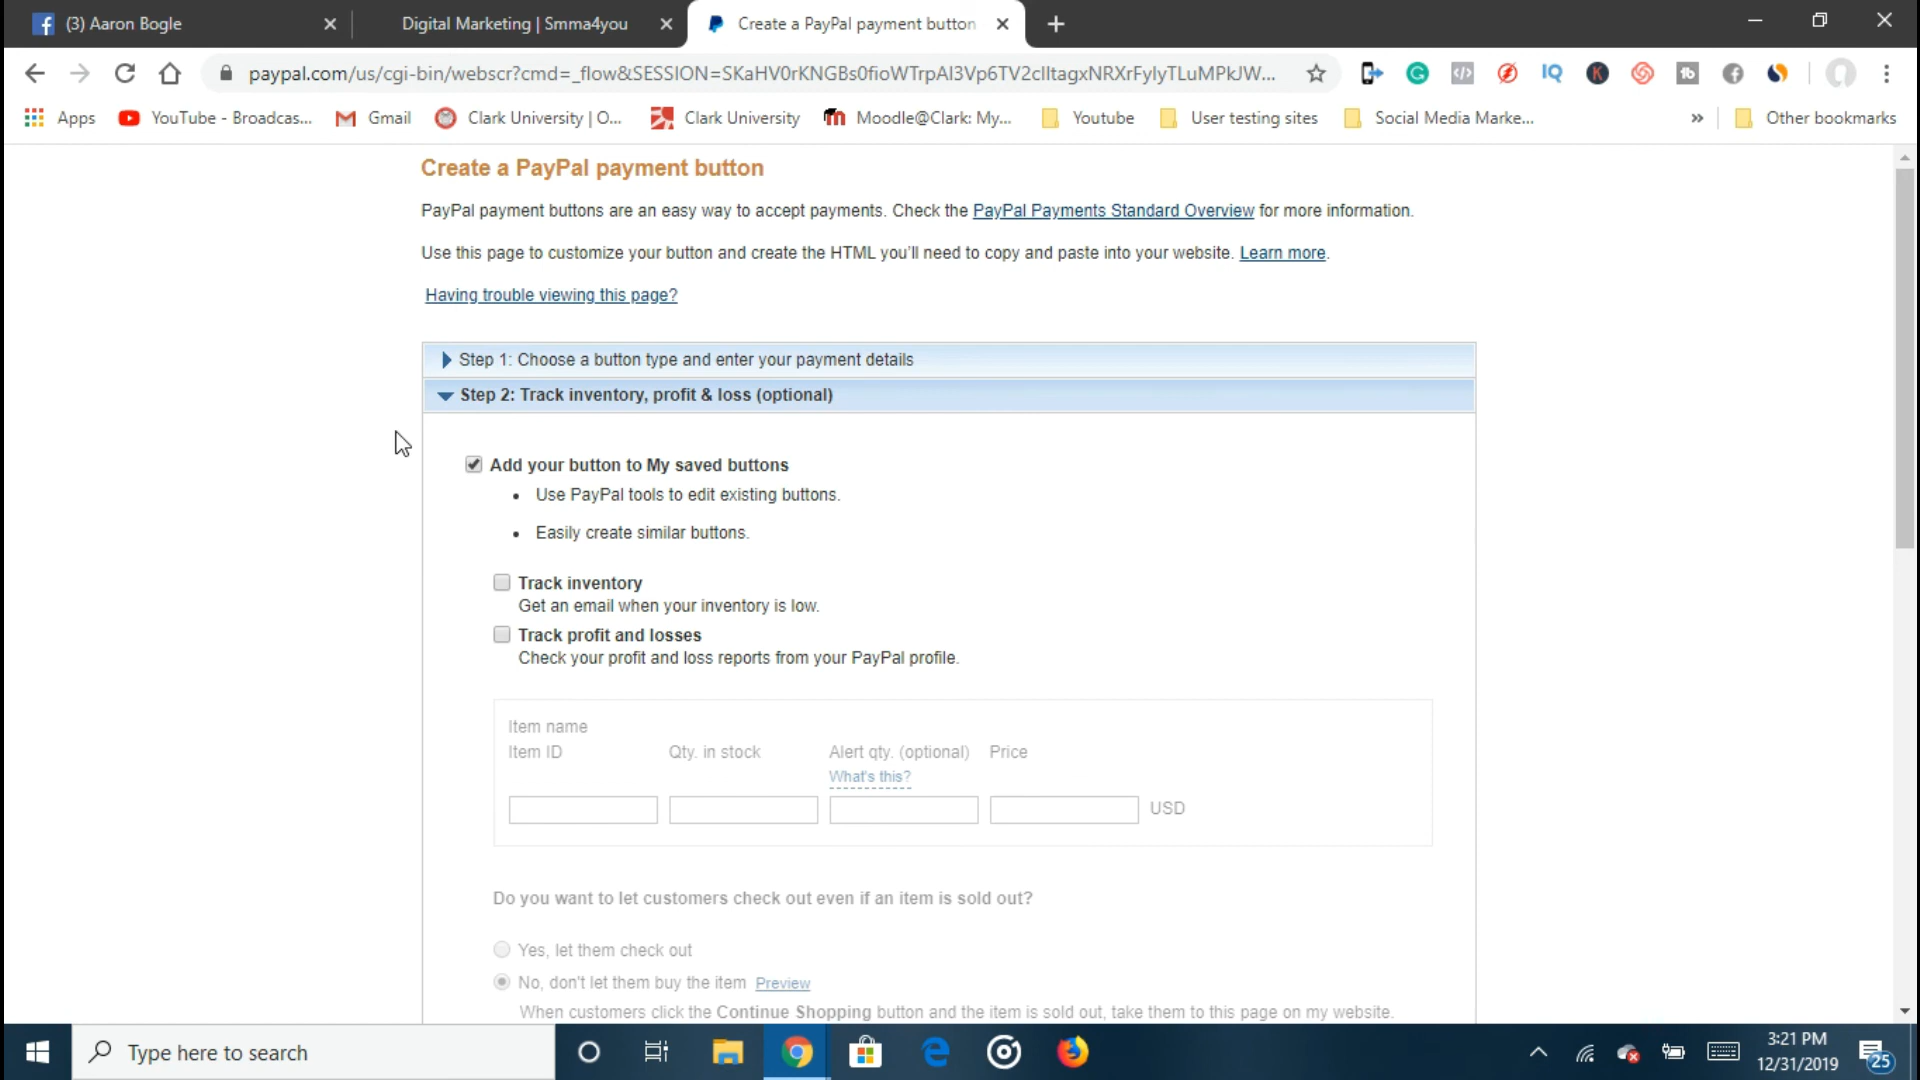 (3) Aaron Bogle
Digital Marketing | Smma4you
Create a PayPal payment button
paypal.com/us/cgi-bin/webscr?cmd=_flow&SESSION=SKaHV0rKNGBs0fioWTrpAI3Vp6TV2clltagxNRXrFylyTLuMPkJW...
Apps
YouTube - Broadcas...
Gmail
Clark University | O...
Clark University
Moodle@Clark: My...
Youtube
User testing sites
Social Media Marke...
»
Other bookmarks
Create a PayPal payment button
PayPal payment buttons are an easy way to accept payments. Check the PayPal Payments Standard Overview for more information.
Use this page to customize your button and create the HTML you'll need to copy and paste into your website. Learn more.
Having trouble viewing this page?
Step 1: Choose a button type and enter your payment details
Step 2: Track inventory, profit & loss (optional)
Add your button to My saved buttons
• Use PayPal tools to edit existing buttons.
• Easily create similar buttons.
Track inventory
Get an email when your inventory is low.
Track profit and losses
Check your profit and loss reports from your PayPal profile.
Item name
Item ID Qty. in stock Alert qty. (optional) Price
What's this?
USD
Do you want to let customers check out even if an item is sold out?
Yes, let them check out
No, don't let them buy the item Preview
When customers click the Continue Shopping button and the item is sold out, take them to this page on my website.
Type here to search
3:21 PM
12/31/2019
25